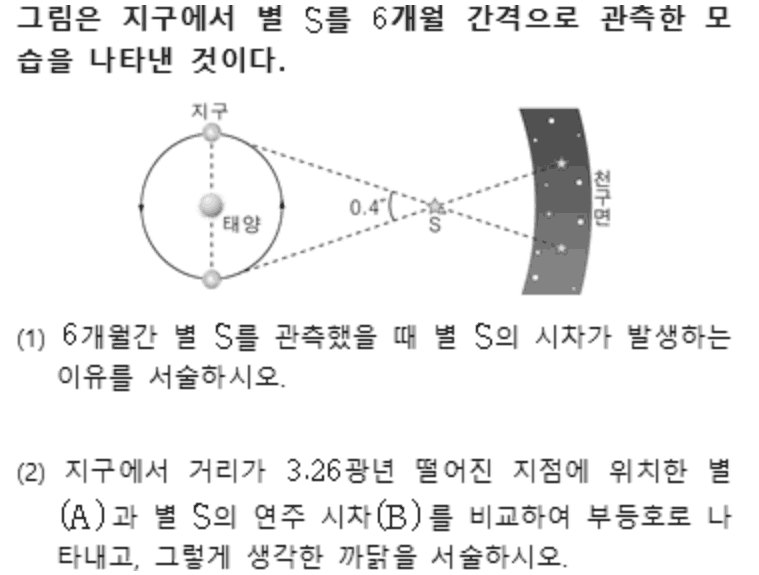 그림은 지구에서 별 S를 6개월 간격으로 관측한 모
습을 나타낸 것이다.
지구
태양
0.4″
S
천구면
(1) 6개월간 별 S를 관측했을 때 별 S의 시차가 발생하는
이유를 서술하시오.
(2) 지구에서 거리가 3.26광년 떨어진 지점에 위치한 별
(A)과 별 S의 연주 시차(B)를 비교하여 부등호로 나
타내고, 그렇게 생각한 까닭을 서술하시오.